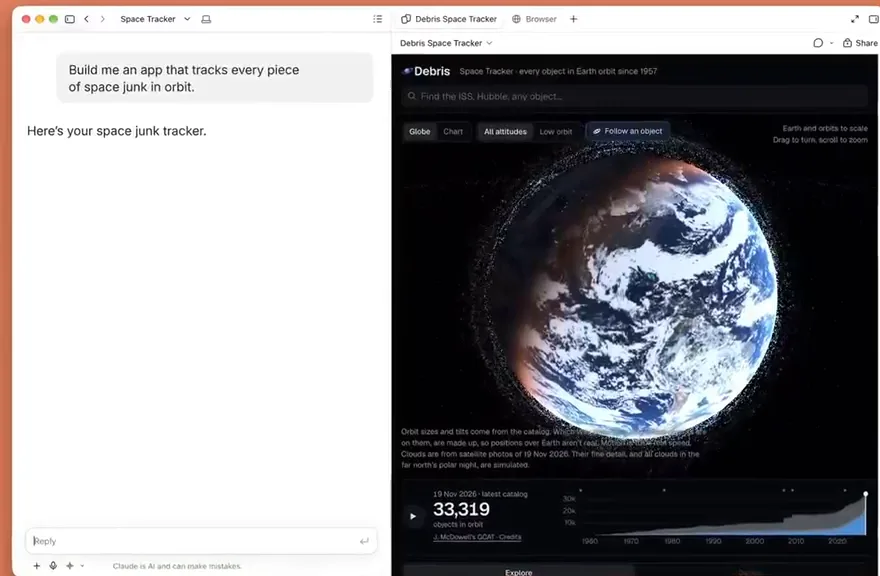 Space Tracker
Debris Space Tracker
Browser
Debris Space Tracker
Share
Build me an app that tracks every piece
of space junk in orbit.
Here's your space junk tracker.
Reply
Claude is AI and can make mistakes.
Debris
Space Tracker · every object in Earth orbit since 1957
Find the ISS, Hubble, any object...
Globe
Chart
All altitudes
Low orbit
Follow an object
Earth and orbits to scale
Drag to turn, scroll to zoom
Orbit sizes and tilts come from the catalog.
on them, are made up, so positions over Earth aren't real.
Clouds are from satellite photos of 19 Nov 2026. Their fine detail, and all clouds in the
far north's polar night, are simulated.
19 Nov 2026 · latest catalog
33,319
objects in orbit
J. McDowell's GCAT · Credits
30k
20k
10k
1960 1970 1980 1990 2000 2010 2020
Explore